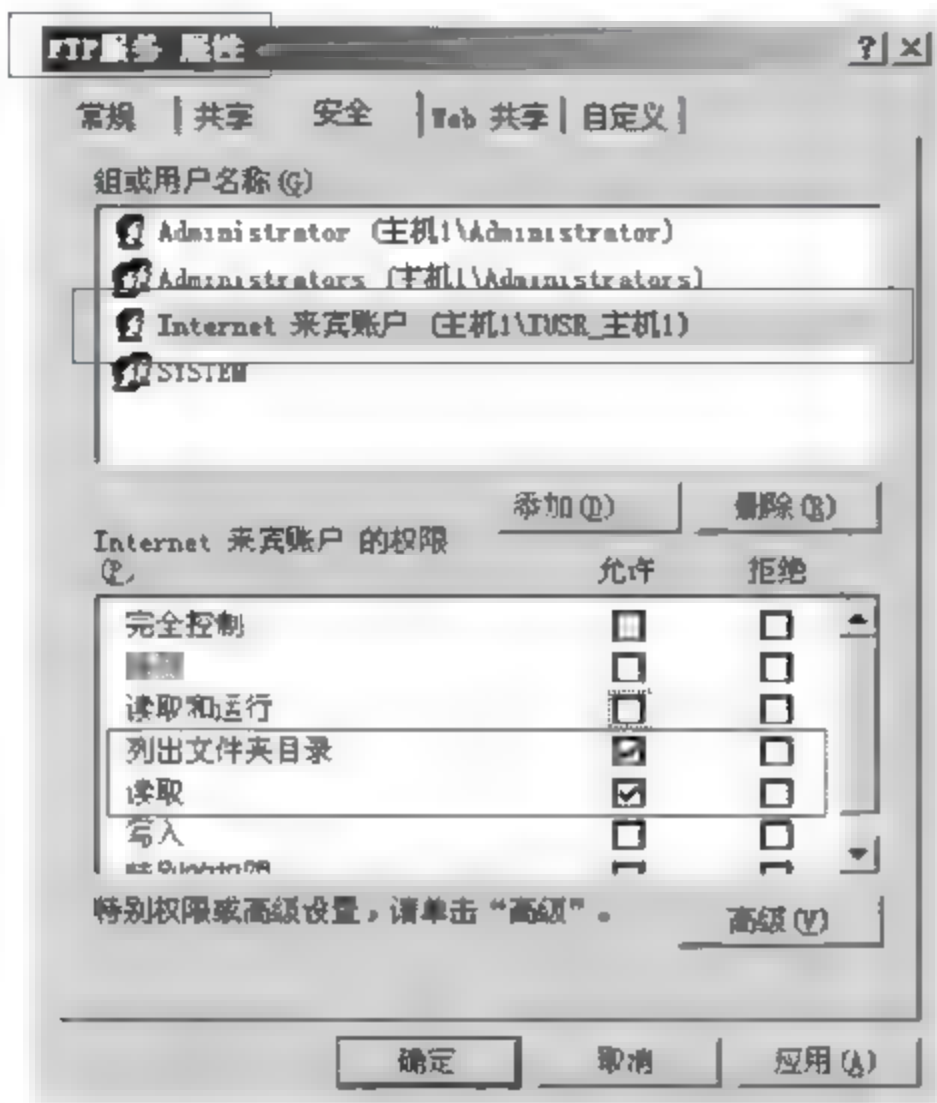 FTP服务 属性
常规 共享 安全 Web 共享 自定义
组或用户名称(G)
Administrator (主机1\Administrator)
Administrators (主机1\Administrators)
Internet 来宾账户 (主机1\IUSR_主机1)
SYSTEM
添加(D) 删除(R)
Internet 来宾账户 的权限
(P)
允许 拒绝
完全控制
读取和运行
列出文件夹目录
读取
写入
特别权限或高级设置，请单击“高级”。
高级(V)
确定 取消 应用(A)